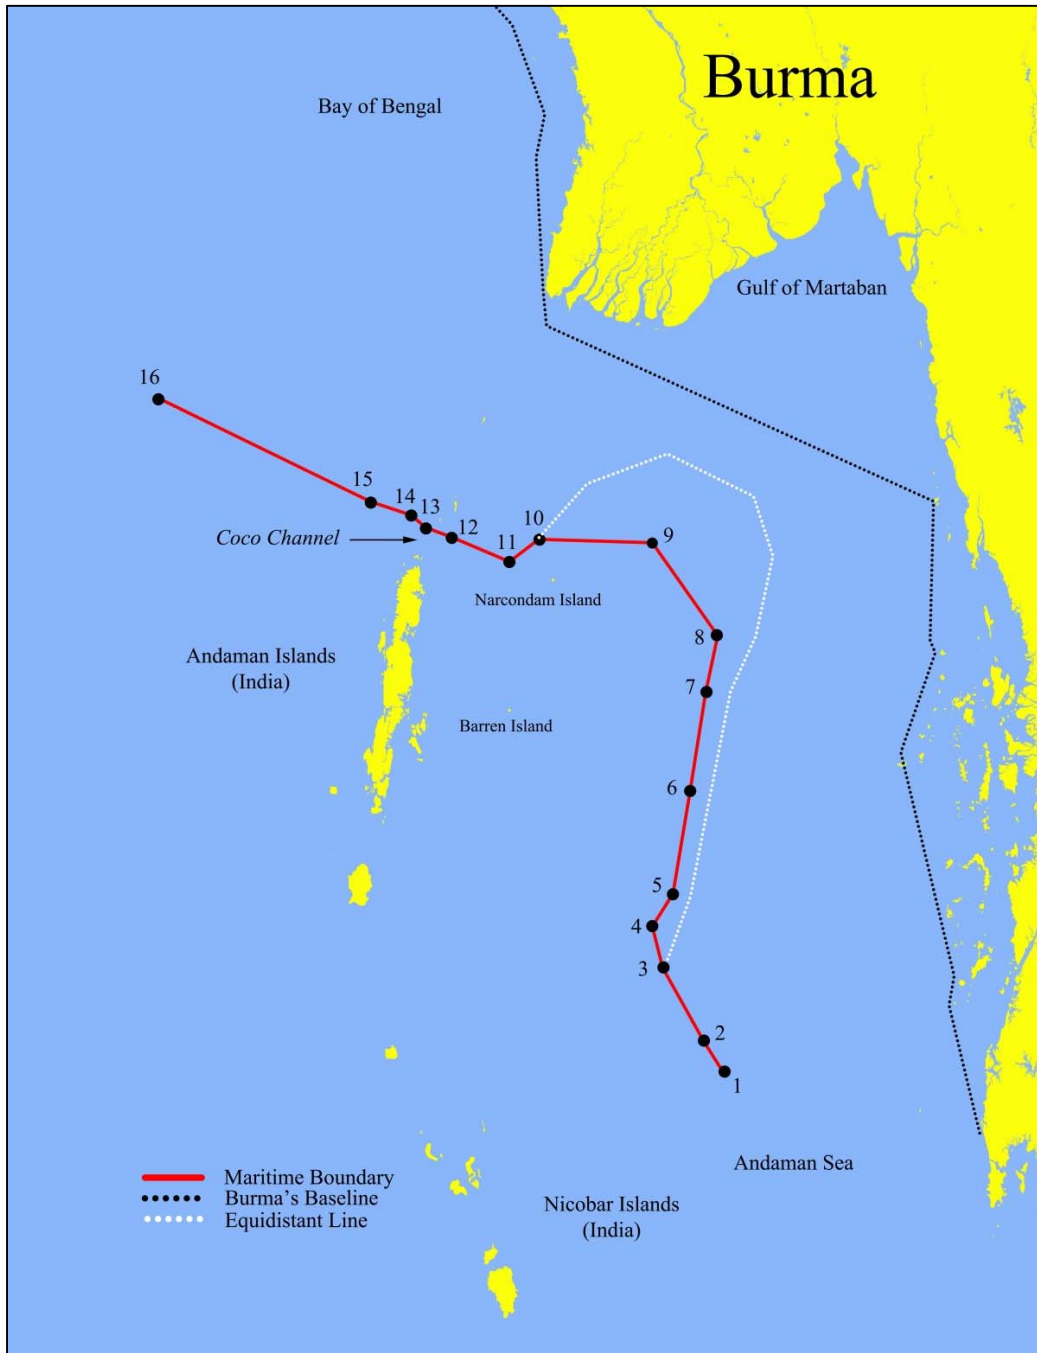 Burma
Bay of Bengal
Gulf of Martaban
16
15
14
13
12
11
10
9
Coco Channel
Narcondam Island
8
Andaman Islands
(India)
7
Barren Island
6
5
4
3
2
1
Andaman Sea
Maritime Boundary
Burma's Baseline
Equidistant Line
Nicobar Islands
(India)